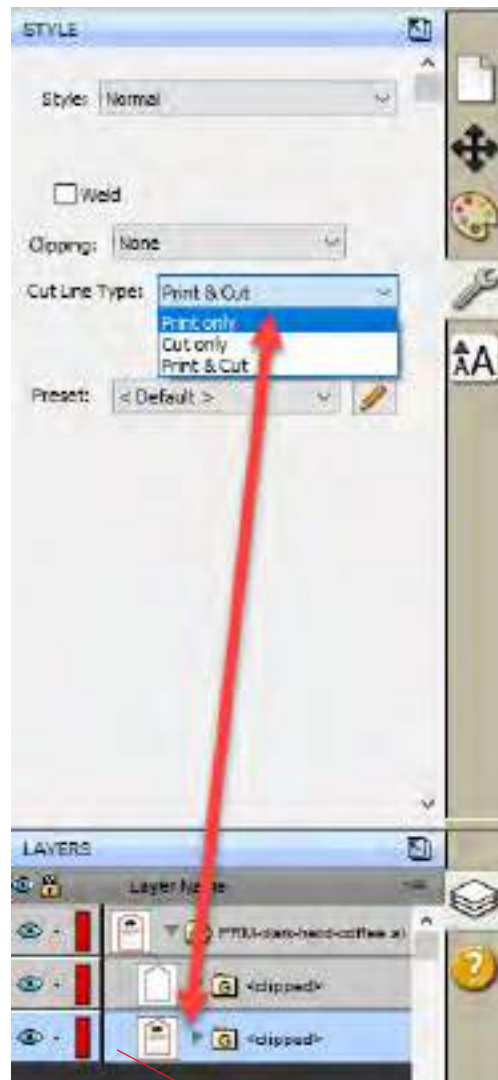 STYLE
Style: Normal
Weld
Clipping: None
Cut Line Type: Print & Cut
Print only
Cut only
Print & Cut
Preset: < Default >
AA
LAYERS
Layer Name
G <clipped>
G <clipped>